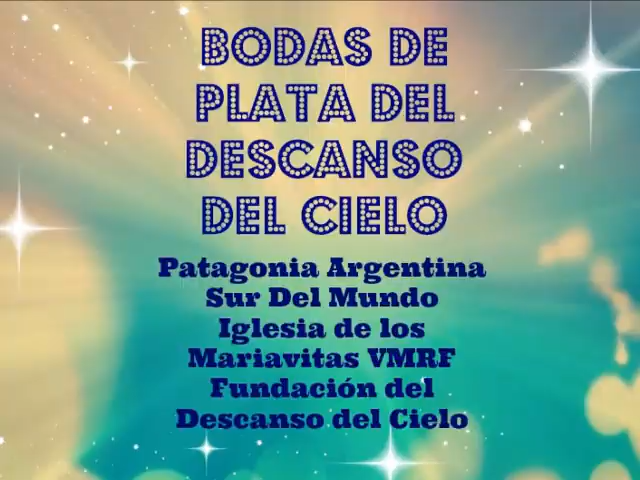 BODAS DE
PLATA DEL
DESCANSO
DEL CIELO
Patagonia Argentina
Sur Del Mundo
Iglesia de los
Mariavitas VMRF
Fundación del
Descanso del Cielo